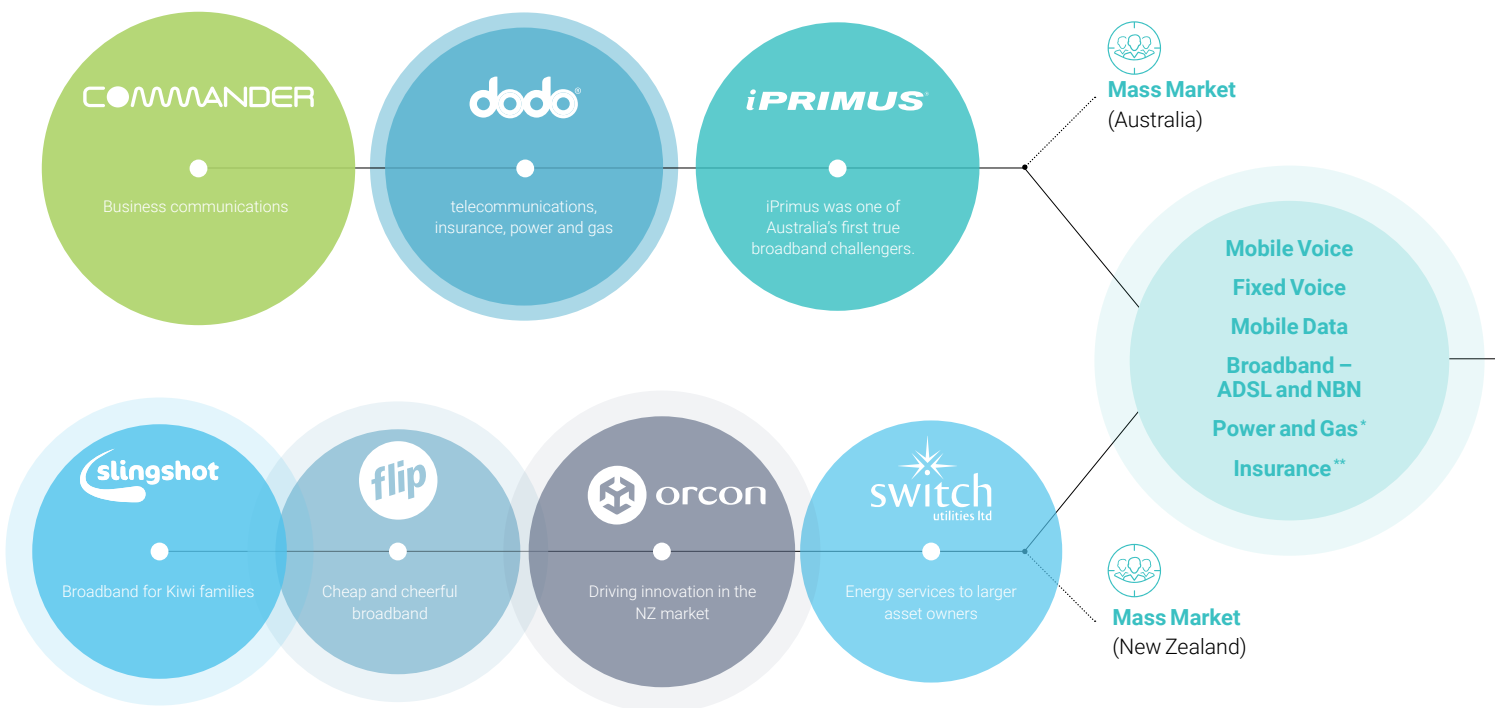 COMMANDER
Business communications
dodo®
telecommunications,
insurance, power and gas
iPRIMUS®
iPrimus was one of
Australia's first true
broadband challengers.
Mass Market
(Australia)
Mobile Voice
Fixed Voice
Mobile Data
Broadband –
ADSL and NBN
Power and Gas*
Insurance**
slingshot
Broadband for Kiwi families
flip
Cheap and cheerful
broadband
orcon
Driving innovation in the
NZ market
switch
utilities ltd
Energy services to larger
asset owners
Mass Market
(New Zealand)